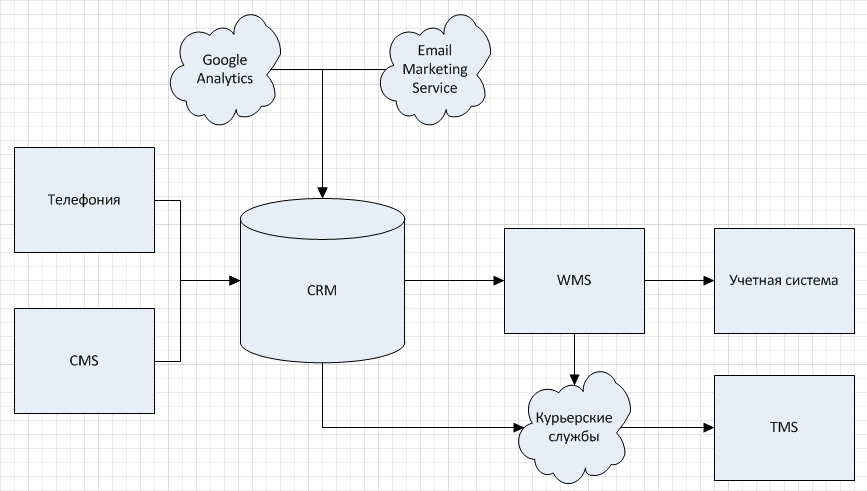 Google
Analytics
Email
Marketing
Service
Телефония
CRM
WMS
Учетная система
CMS
Курьерские
службы
TMS